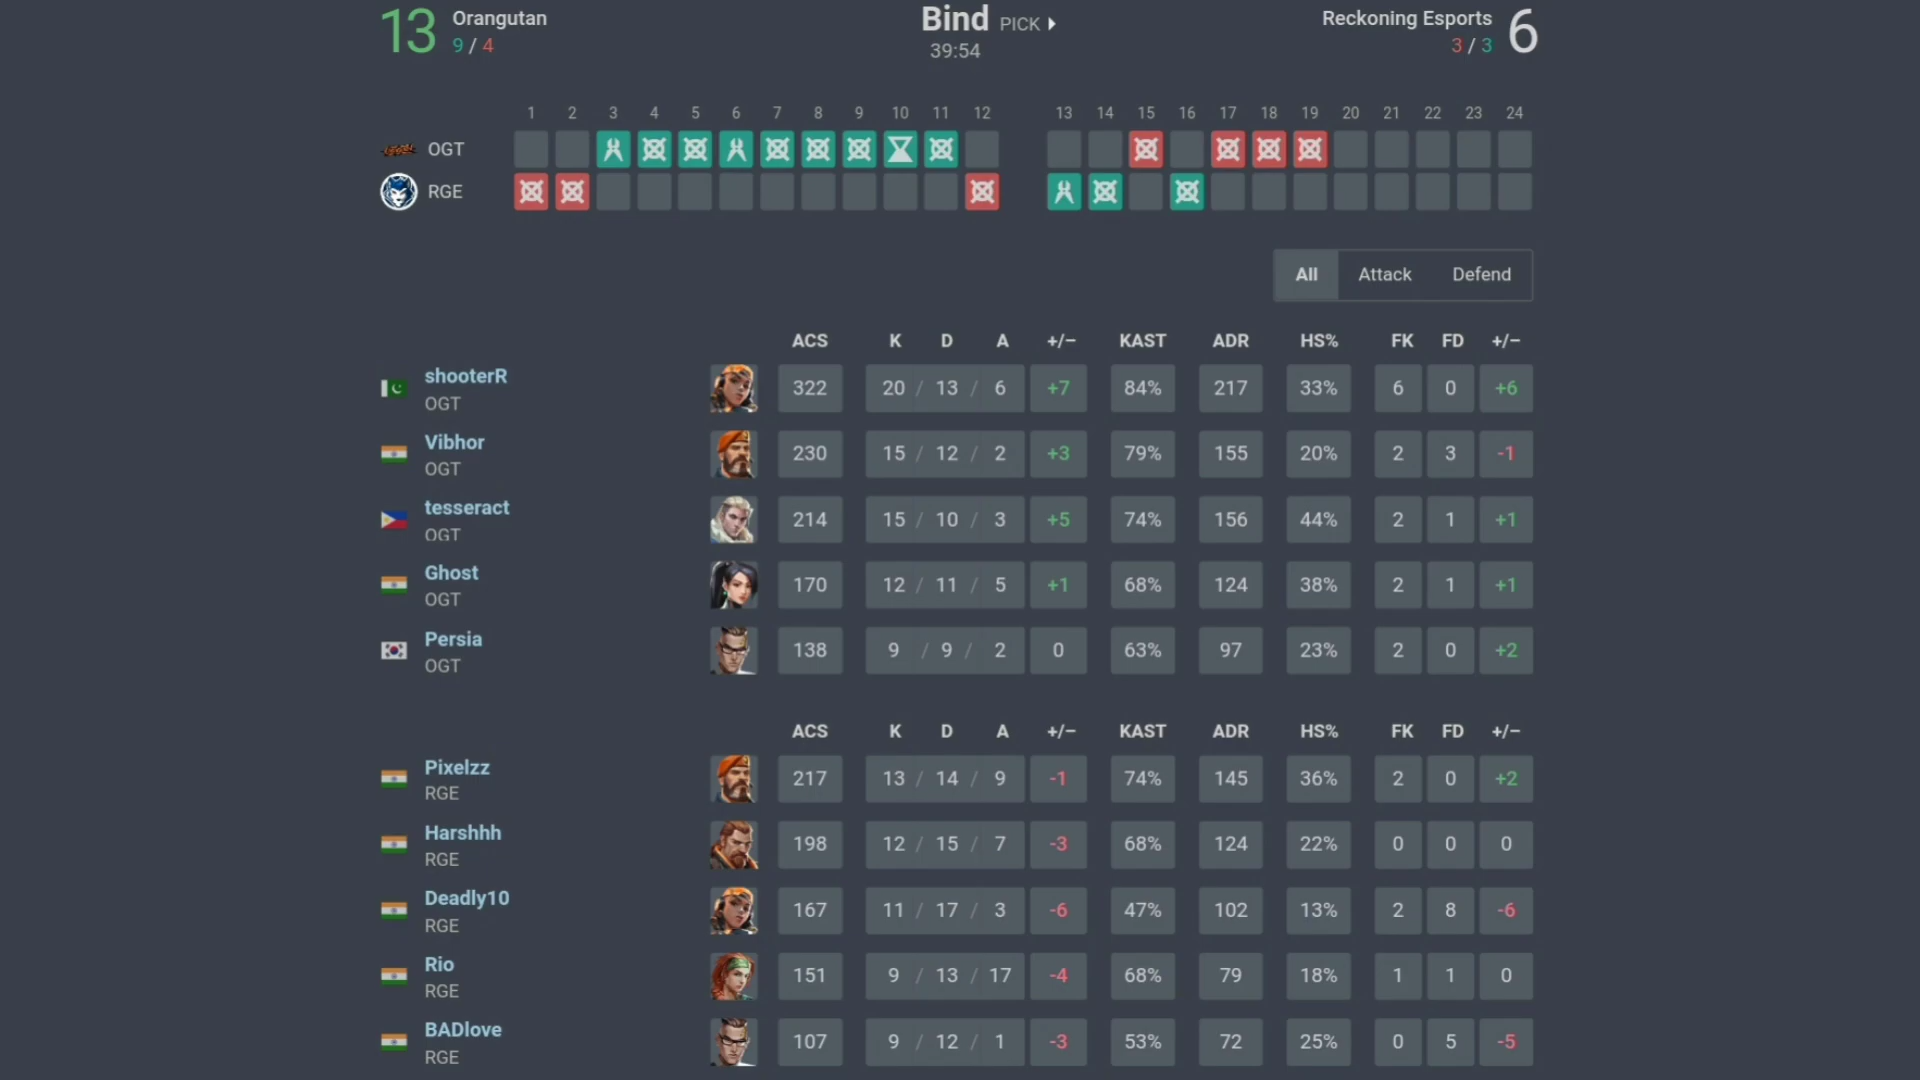 13 Orangutan Bind PICK Reckoning Esports 6
9 / 4 39:54 3 / 3
1 2 3 4 5 6 7 8 9 10 11 12 13 14 15 16 17 18 19 20 21 22 23 24
OGT
RGE
All Attack Defend
ACS K D A +/– KAST ADR HS% FK FD +/–
shooterR
OGT
322 20 / 13 / 6 +7 84% 217 33% 6 0 +6
Vibhor
OGT
230 15 / 12 / 2 +3 79% 155 20% 2 3 -1
tesseract
OGT
214 15 / 10 / 3 +5 74% 156 44% 2 1 +1
Ghost
OGT
170 12 / 11 / 5 +1 68% 124 38% 2 1 +1
Persia
OGT
138 9 / 9 / 2 0 63% 97 23% 2 0 +2
ACS K D A +/– KAST ADR HS% FK FD +/–
Pixelzz
RGE
217 13 / 14 / 9 -1 74% 145 36% 2 0 +2
Harshhh
RGE
198 12 / 15 / 7 -3 68% 124 22% 0 0 0
Deadly10
RGE
167 11 / 17 / 3 -6 47% 102 13% 2 8 -6
Rio
RGE
151 9 / 13 / 17 -4 68% 79 18% 1 1 0
BADlove
RGE
107 9 / 12 / 1 -3 53% 72 25% 0 5 -5